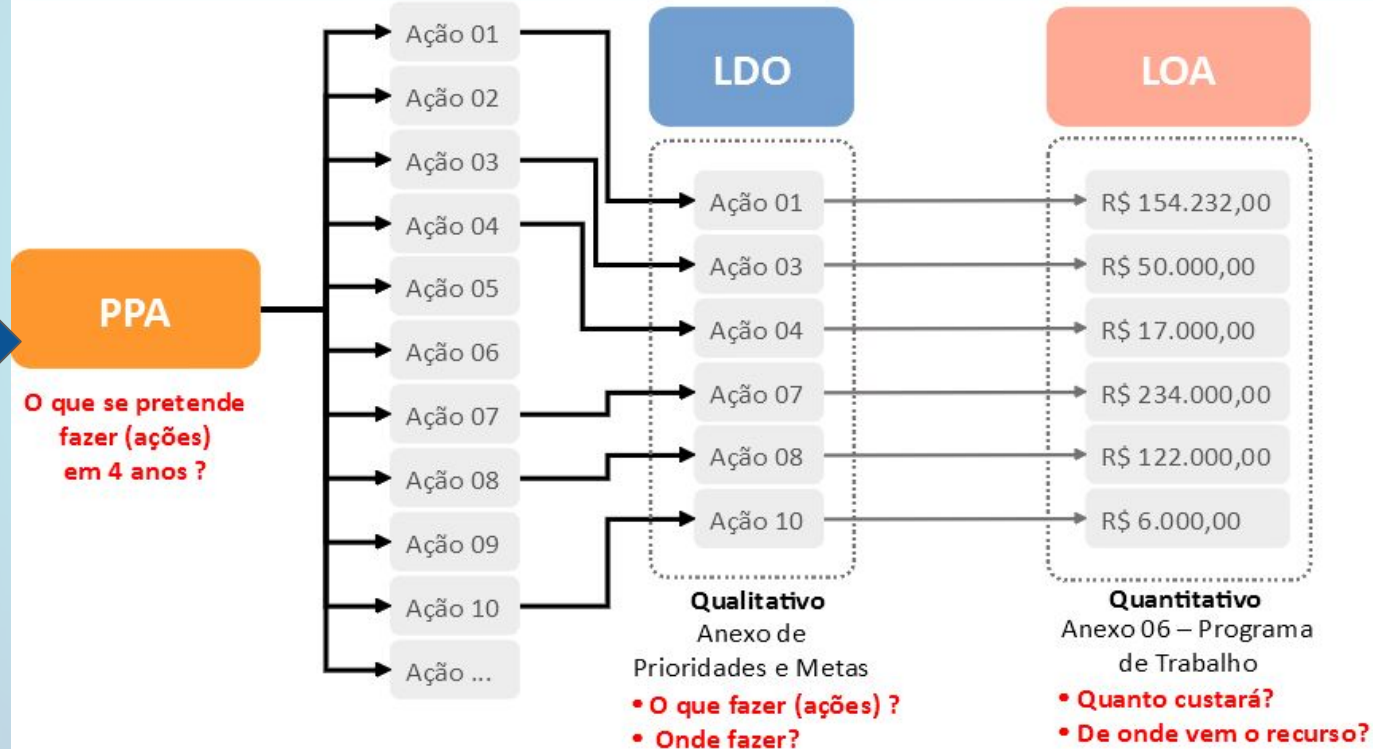 PPA
O que se pretende
fazer (ações)
em 4 anos ?
Ação 01
Ação 02
Ação 03
Ação 04
Ação 05
Ação 06
Ação 07
Ação 08
Ação 09
Ação 10
Ação ...
LDO
Ação 01
Ação 03
Ação 04
Ação 07
Ação 08
Ação 10
Qualitativo
Anexo de
Prioridades e Metas
• O que fazer (ações) ?
• Onde fazer?
LOA
R$ 154.232,00
R$ 50.000,00
R$ 17.000,00
R$ 234.000,00
R$ 122.000,00
R$ 6.000,00
Quantitativo
Anexo 06 – Programa
de Trabalho
• Quanto custará?
• De onde vem o recurso?